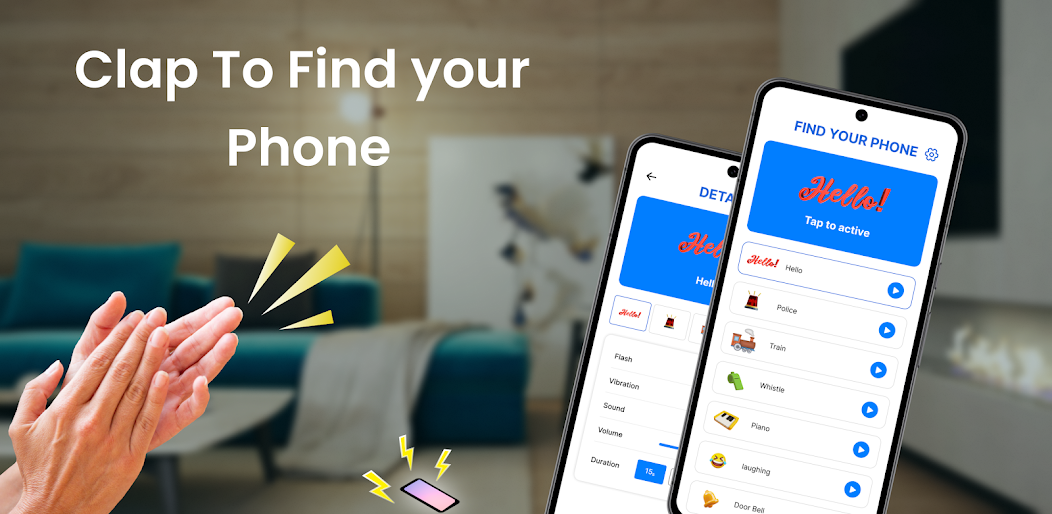 Clap To Find your
Phone
FIND YOUR PHONE
Hello!
Tap to active
Hello!
Hello
Police
Train
Whistle
Piano
laughing
Door Bell
DETA
Hel
Hell
Hello!
Flash
Vibration
Sound
Volume
Duration
15s